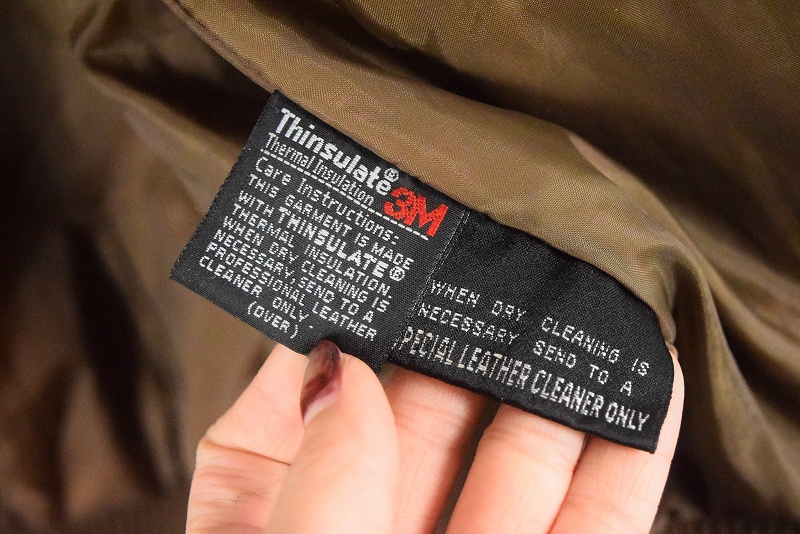 Thinsulate®
Thermal Insulation 3M
Care Instructions:
THIS GARMENT IS MADE
WITH THINSULATE®
THERMAL INSULATION.
WHEN DRY CLEANING IS
NECESSARY, SEND TO A
PROFESSIONAL LEATHER
CLEANER ONLY.
(OVER)
WHEN DRY CLEANING IS
NECESSARY SEND TO A
SPECIAL LEATHER CLEANER ONLY